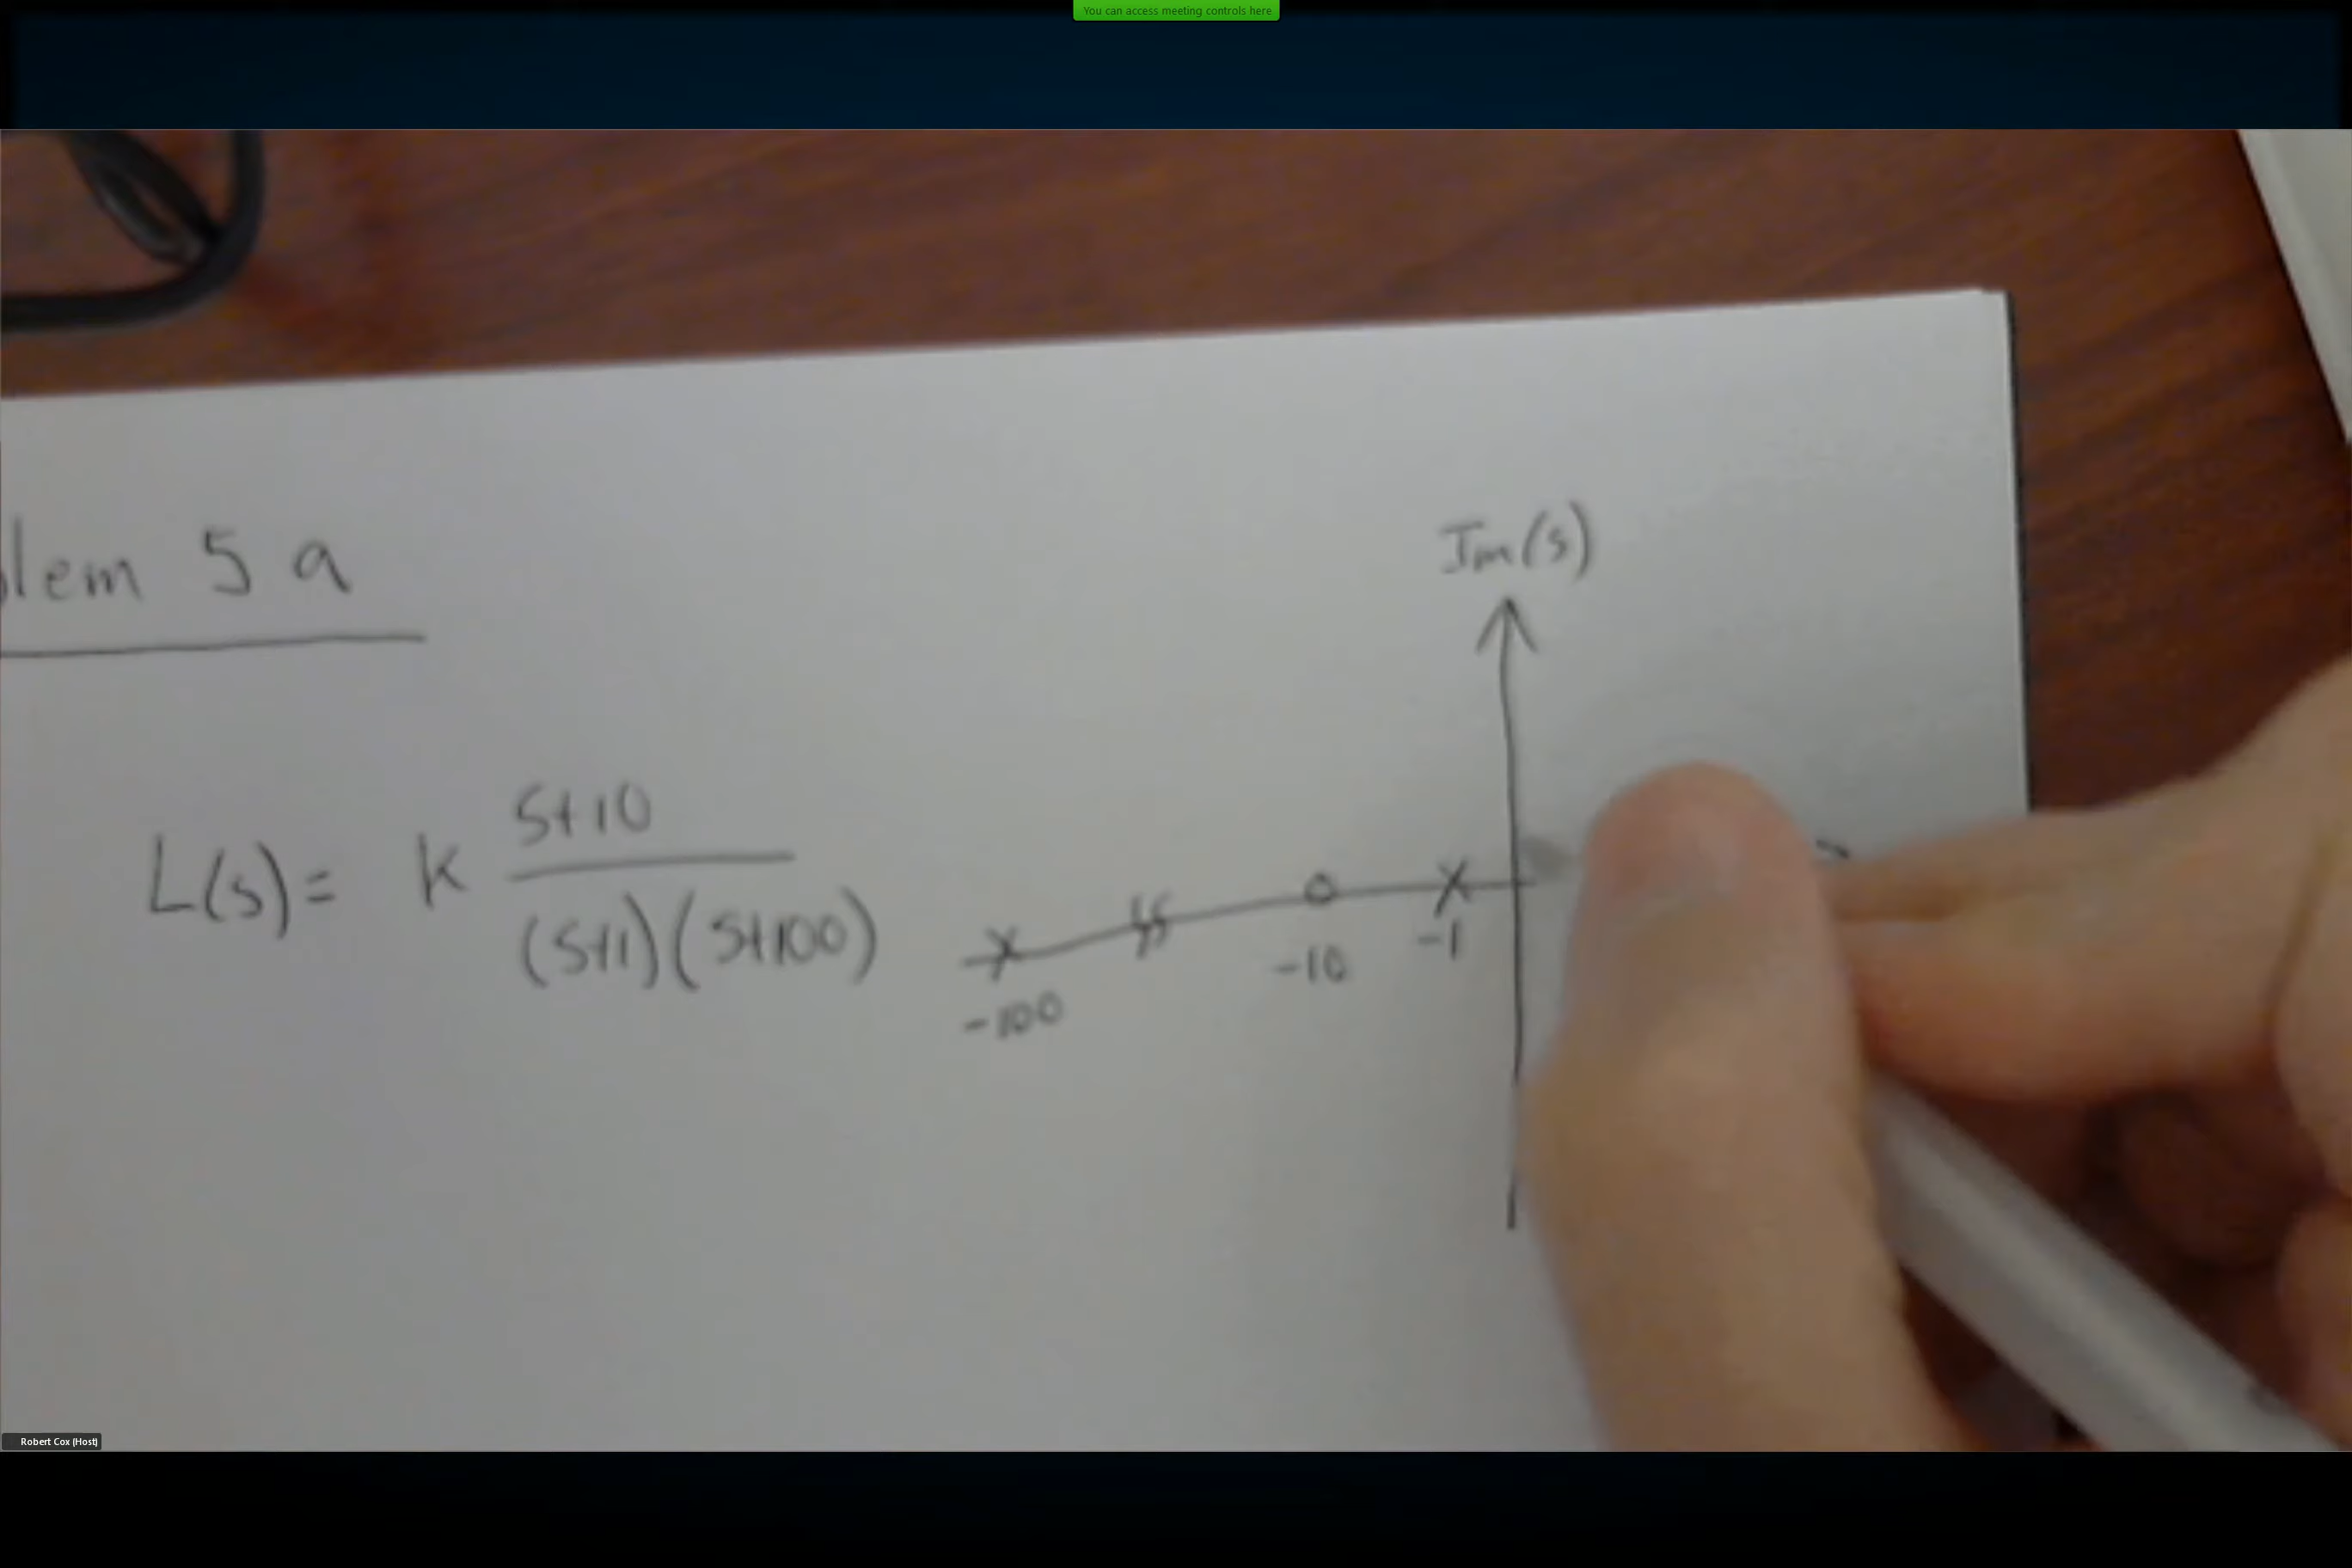 You can access meeting controls here
lem 5 a
Im(s)
L(s) = k s+10
(s+1)(s+100)
-100
-10
-1
Robert Cox (Host)